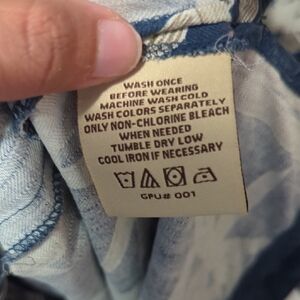 WASH ONCE
BEFORE WEARING
MACHINE WASH COLD
WASH COLORS SEPARATELY
ONLY NON-CHLORINE BLEACH
WHEN NEEDED
TUMBLE DRY LOW
COOL IRON IF NECESSARY
GPU# 001